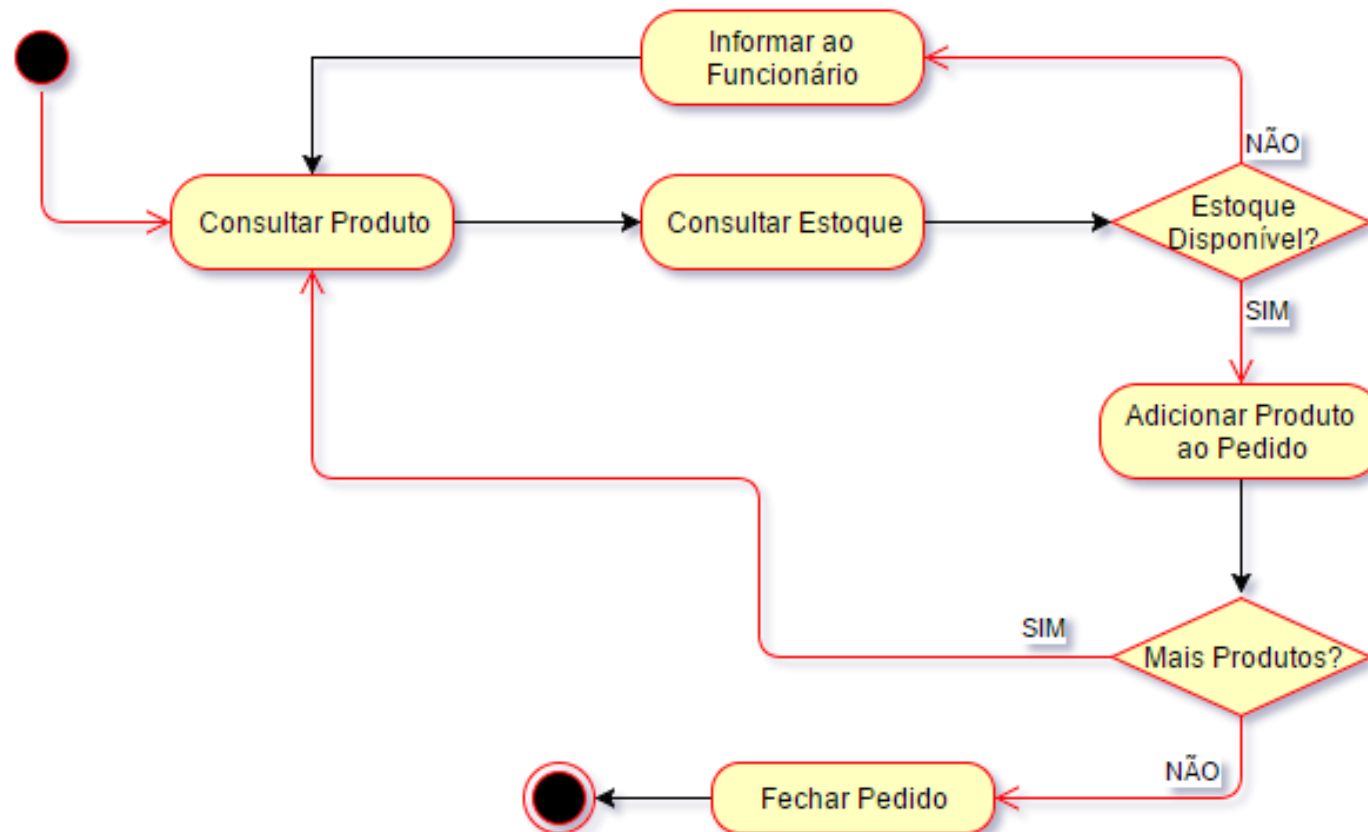 Informar ao
Funcionário
NÃO
Consultar Produto
Consultar Estoque
Estoque
Disponível?
SIM
Adicionar Produto
ao Pedido
SIM
Mais Produtos?
NÃO
Fechar Pedido